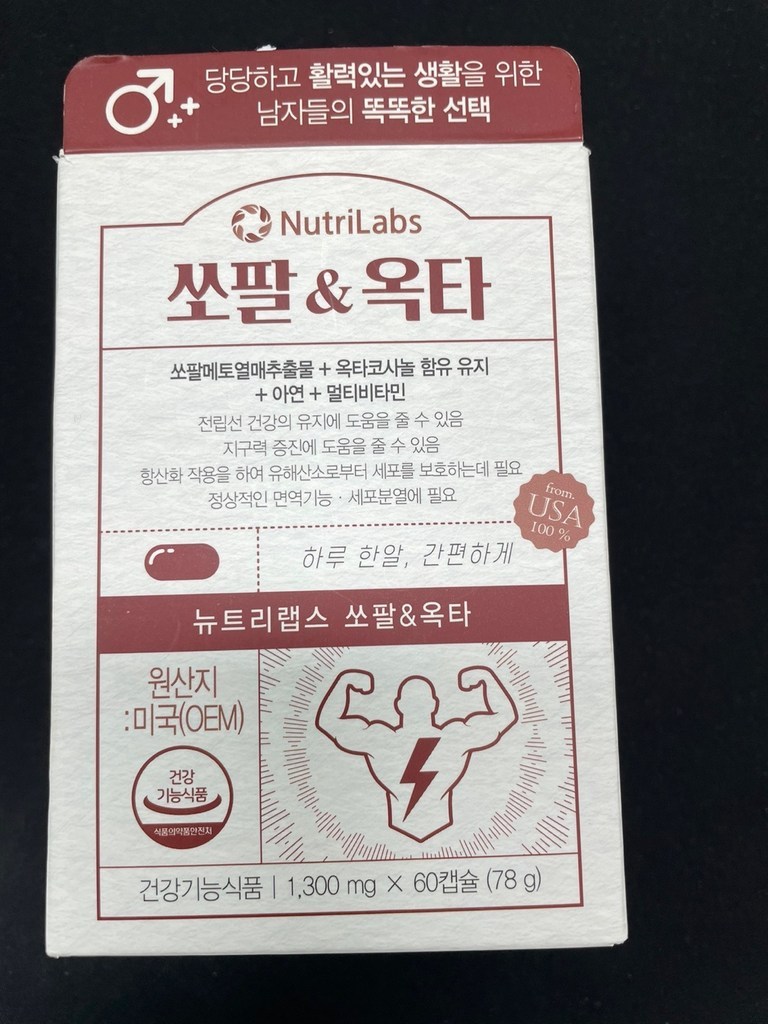 당당하고 활력있는 생활을 위한
남자들의 똑똑한 선택
NutriLabs
쏘팔&옥타
쏘팔메토열매추출물 + 옥타코사놀 함유 유지
+ 아연 + 멀티비타민
전립선 건강의 유지에 도움을 줄 수 있음
지구력 증진에 도움을 줄 수 있음
항산화 작용을 하여 유해산소로부터 세포를 보호하는데 필요
정상적인 면역기능 · 세포분열에 필요
from.
USA
100 %
하루 한알, 간편하게
뉴트리랩스 쏘팔&옥타
원산지
:미국(OEM)
건강
기능식품
식품의약품안전처
건강기능식품 | 1,300 mg × 60캡슐 (78 g)